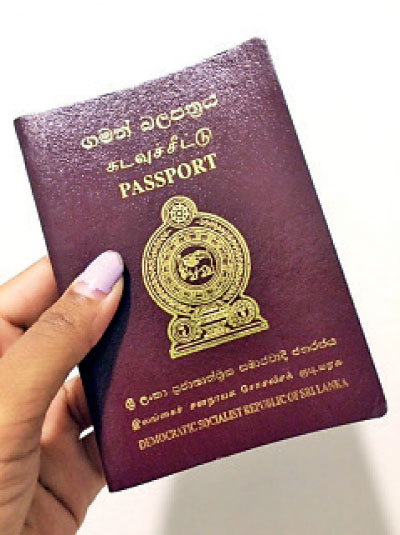 ගමන් බලපත්‍රය
கடவுச்சீட்டு
PASSPORT
ශ්‍රී ලංකා ප්‍රජාතාන්ත්‍රික සමාජවාදී ජනරජය
இலங்கைச் சனநாயக சோசலிசக் குடியரசு
DEMOCRATIC SOCIALIST REPUBLIC OF SRI LANKA